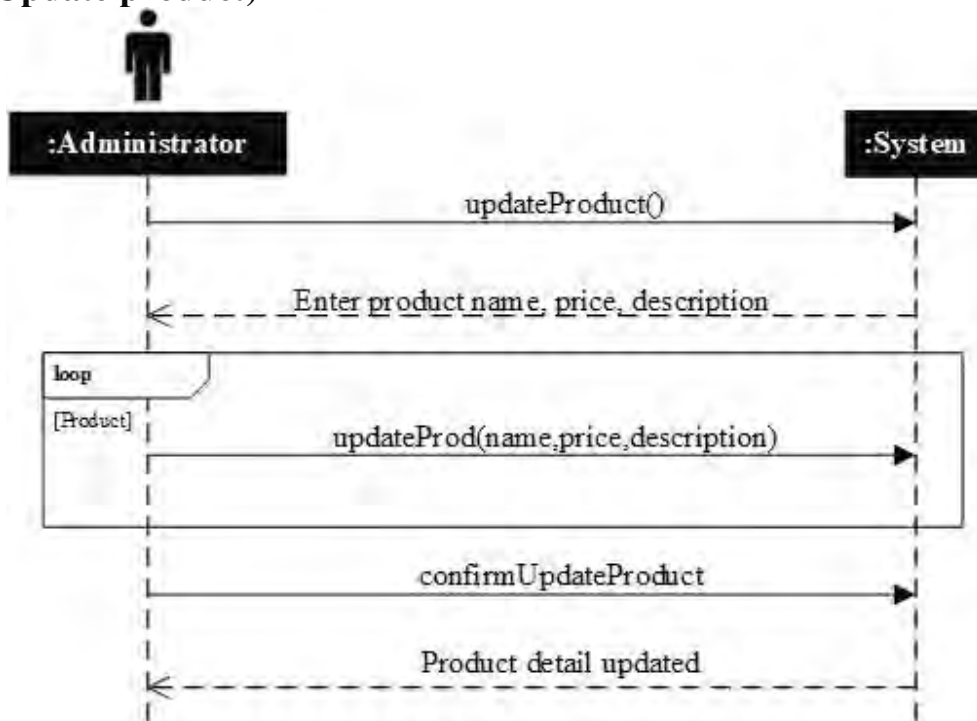 Update product)
:Administrator
:System
updateProduct()
Enter product name, price, description
loop
[Product]
updateProd(name,price,description)
confirmUpdateProduct
Product detail updated